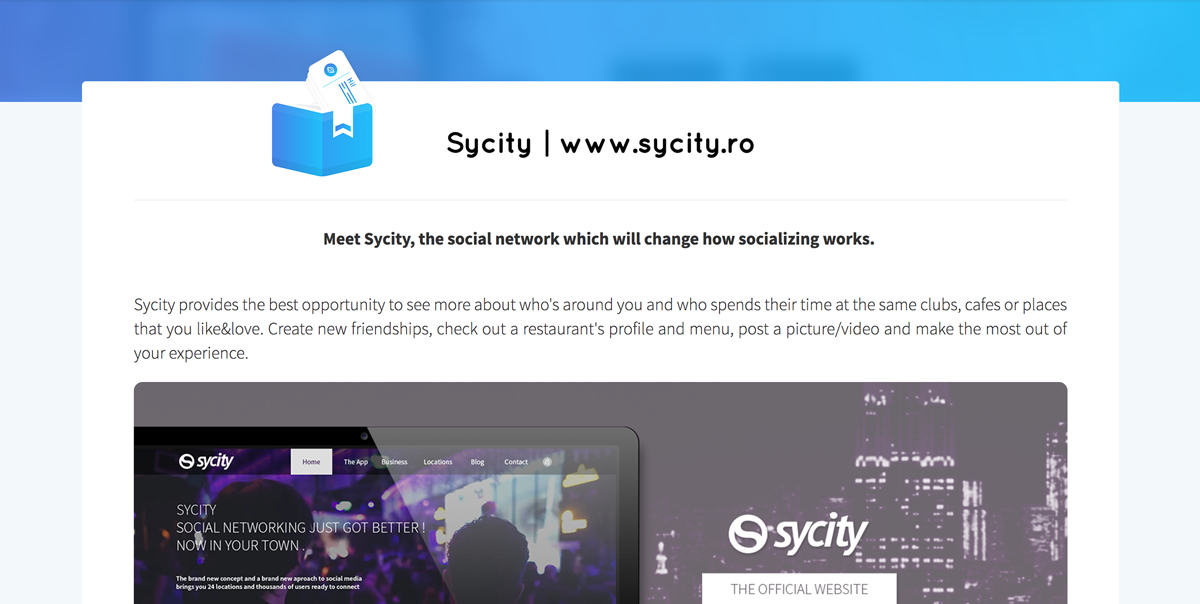 Hi!
Sycity | www.sycity.ro
Meet Sycity, the social network which will change how socializing works.
Sycity provides the best opportunity to see more about who's around you and who spends their time at the same clubs, cafes or places
that you like&love. Create new friendships, check out a restaurant's profile and menu, post a picture/video and make the most out of
your experience.
sycity
Home The App Business Locations Blog Contact
SYCITY
SOCIAL NETWORKING JUST GOT BETTER !
NOW IN YOUR TOWN .
The brand new concept and a brand new aproach to social media
brings you 24 locations and thousands of users ready to connect
sycity
THE OFFICIAL WEBSITE